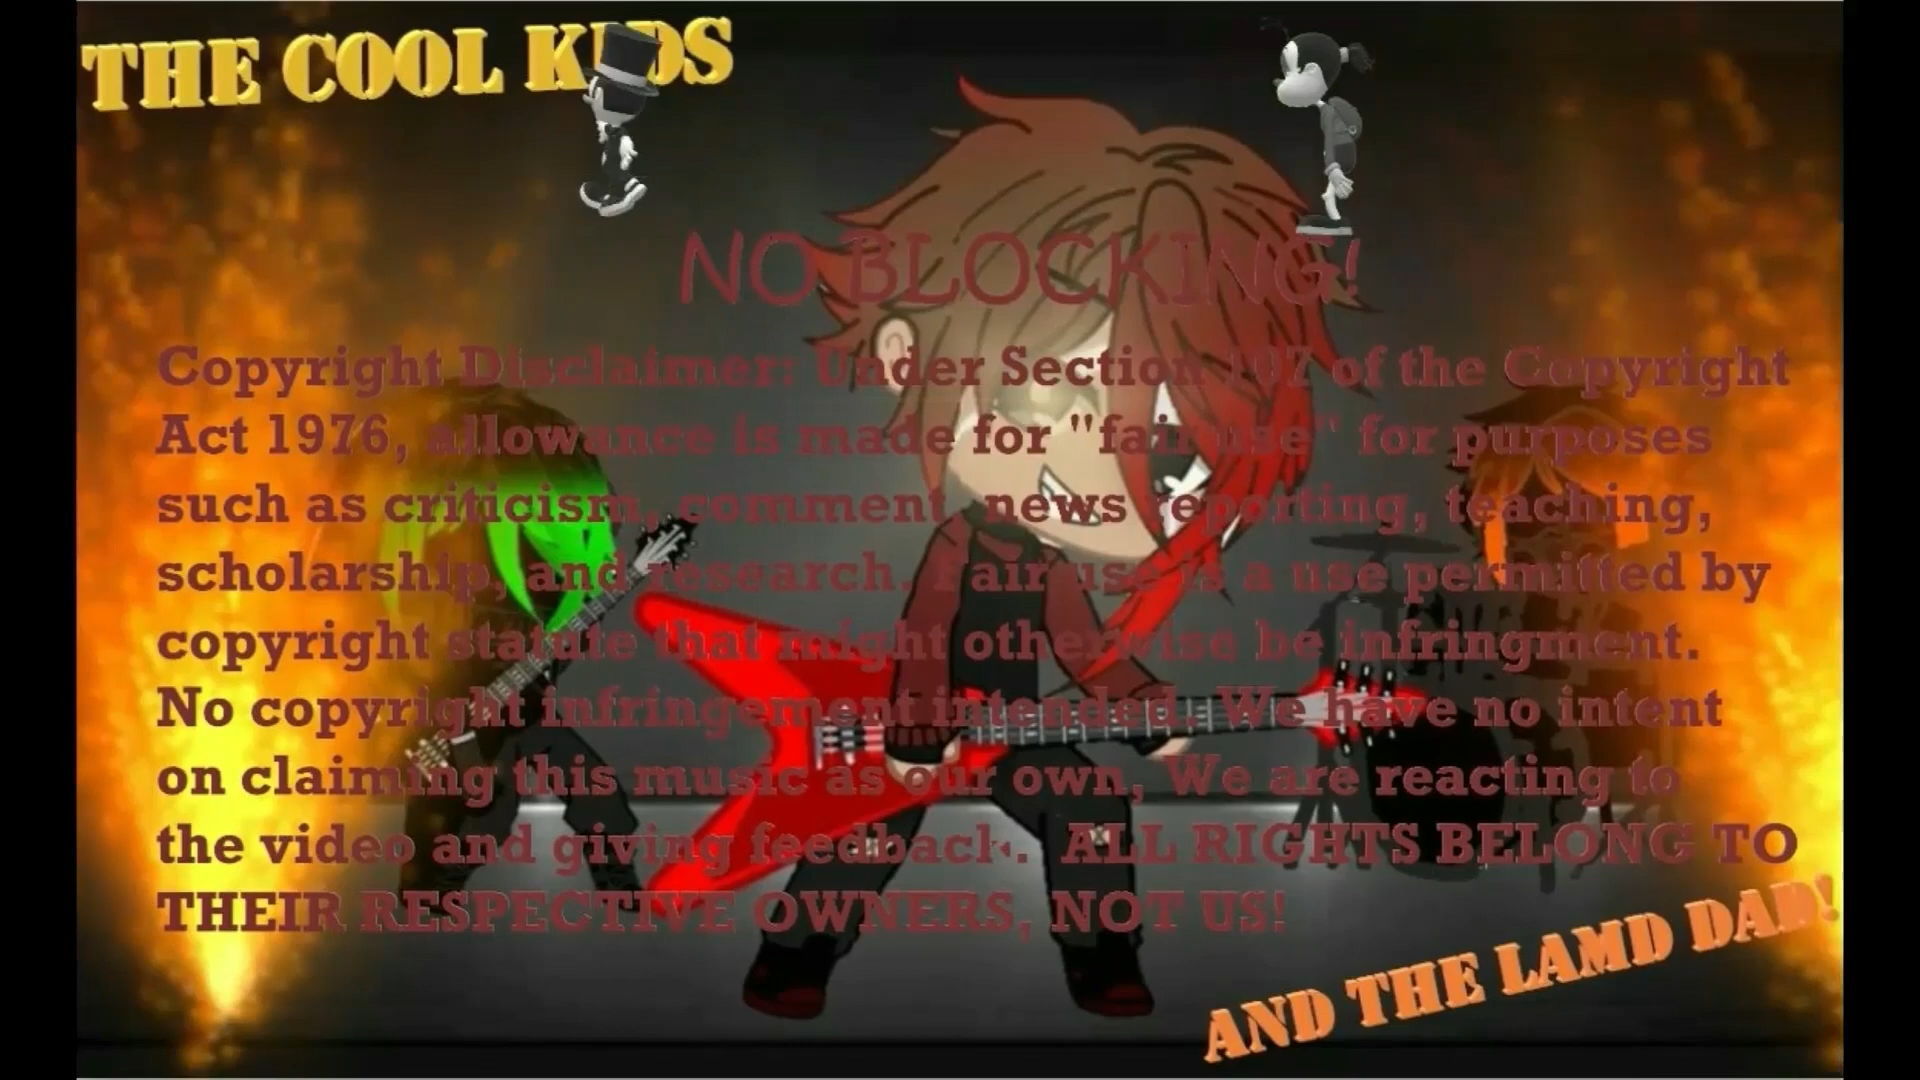 THE COOL KIDS
NO BLOCKING!
Copyright Disclaimer: Under Section 107 of the Copyright
Act 1976, allowance is made for "fair use" for purposes
such as criticism, comment, news reporting, teaching,
scholarship, and research. Fair use is a use permitted by
copyright statute that might otherwise be infringment.
No copyright infringement intended. We have no intent
on claiming this music as our own, We are reacting to
the video and giving feedback. ALL RIGHTS BELONG TO
THEIR RESPECTIVE OWNERS, NOT US!
AND THE LAMD DAD!